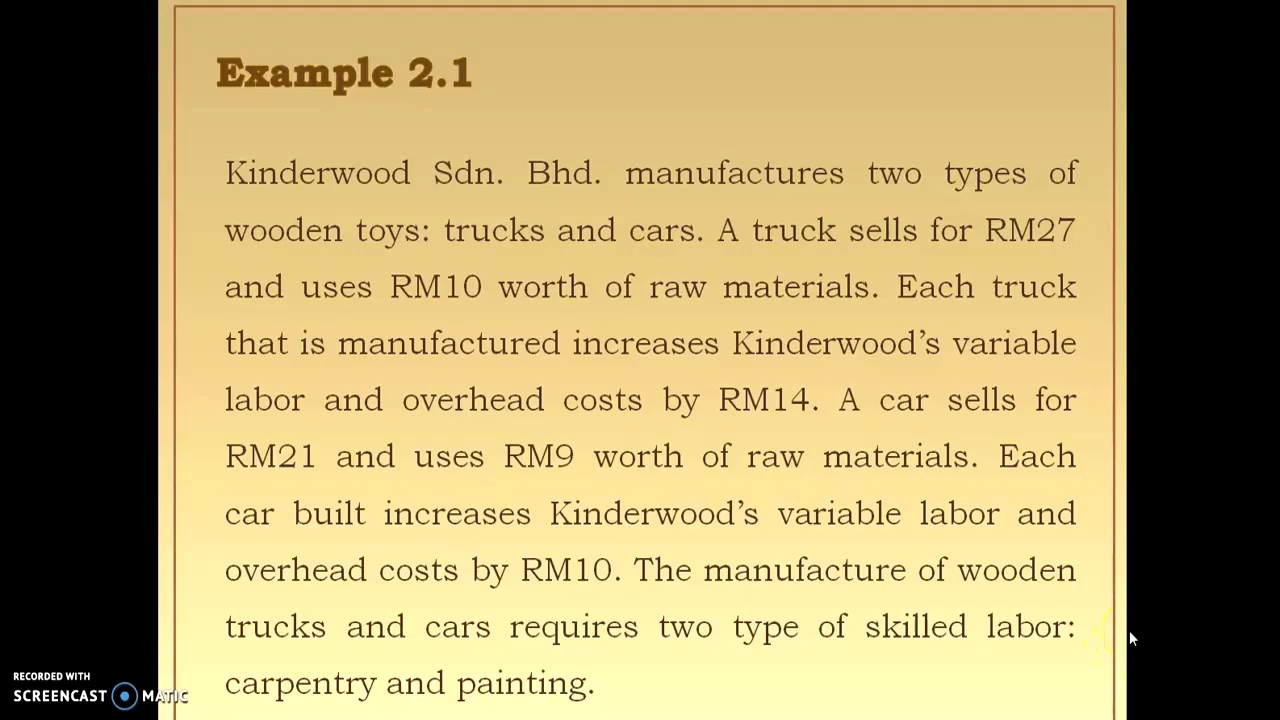 Example 2.1
Kinderwood Sdn. Bhd. manufactures two types of
wooden toys: trucks and cars. A truck sells for RM27
and uses RM10 worth of raw materials. Each truck
that is manufactured increases Kinderwood’s variable
labor and overhead costs by RM14. A car sells for
RM21 and uses RM9 worth of raw materials. Each
car built increases Kinderwood’s variable labor and
overhead costs by RM10. The manufacture of wooden
trucks and cars requires two type of skilled labor:
carpentry and painting.
RECORDED WITH
SCREENCAST MATIC